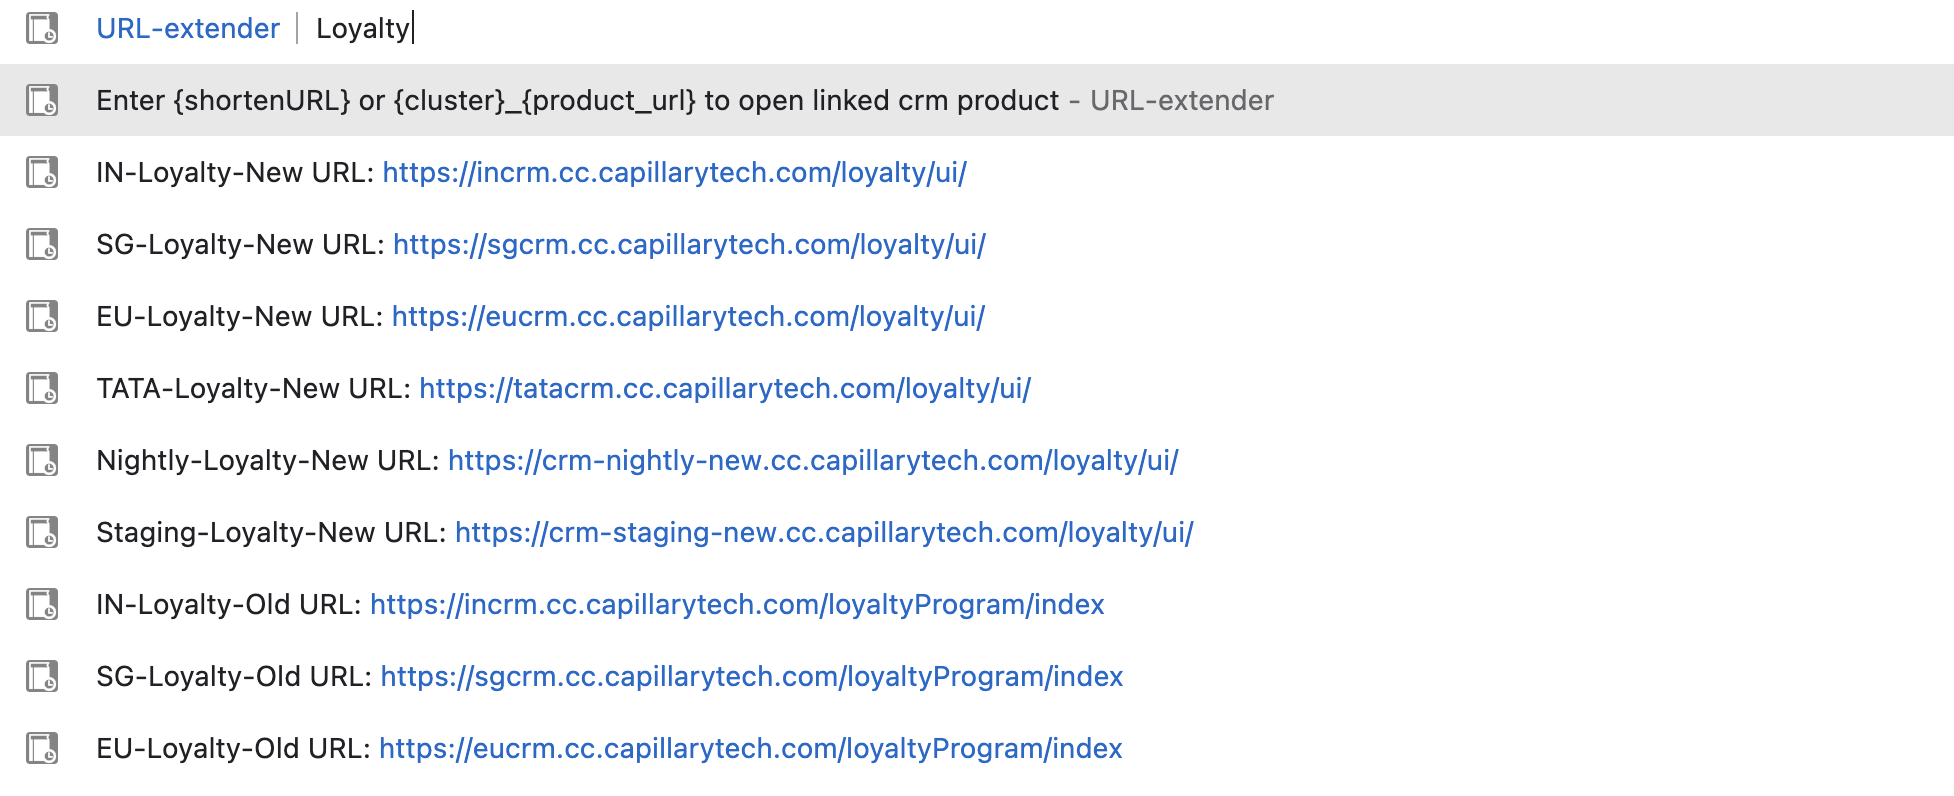 URL-extender | Loyalty
Enter {shortenURL} or {cluster}_{product_url} to open linked crm product - URL-extender
IN-Loyalty-New URL: https://incrm.cc.capillarytech.com/loyalty/ui/
SG-Loyalty-New URL: https://sgcrm.cc.capillarytech.com/loyalty/ui/
EU-Loyalty-New URL: https://eucrm.cc.capillarytech.com/loyalty/ui/
TATA-Loyalty-New URL: https://tatacrm.cc.capillarytech.com/loyalty/ui/
Nightly-Loyalty-New URL: https://crm-nightly-new.cc.capillarytech.com/loyalty/ui/
Staging-Loyalty-New URL: https://crm-staging-new.cc.capillarytech.com/loyalty/ui/
IN-Loyalty-Old URL: https://incrm.cc.capillarytech.com/loyaltyProgram/index
SG-Loyalty-Old URL: https://sgcrm.cc.capillarytech.com/loyaltyProgram/index
EU-Loyalty-Old URL: https://eucrm.cc.capillarytech.com/loyaltyProgram/index